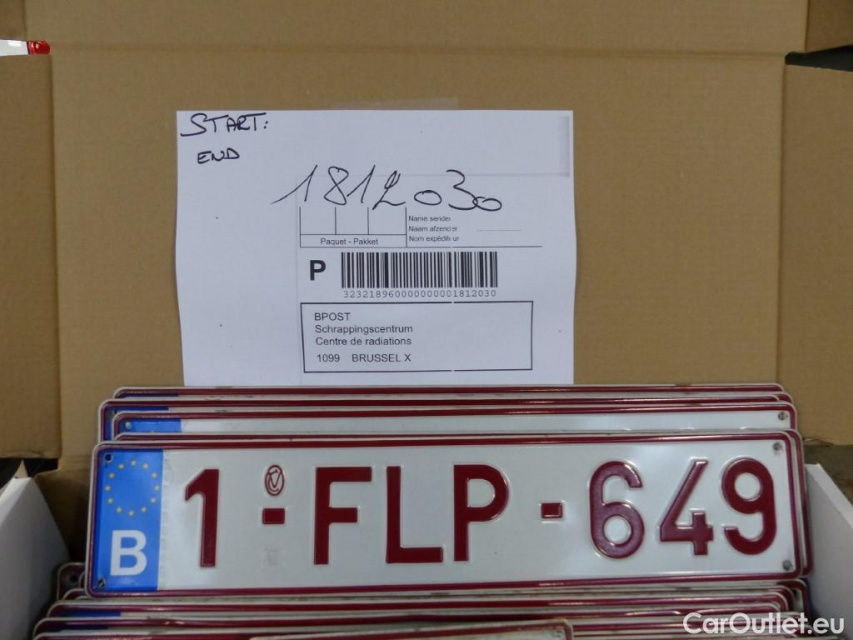 START:
END
1812030
Name sender
Naam afzender
Nom expéditeur
Paquet - Pakket
P
3232189600000000001812030
BPOST
Schrappingscentrum
Centre de radiations
1099 BRUSSEL X
B 1-FLP-649
CarOutlet.eu